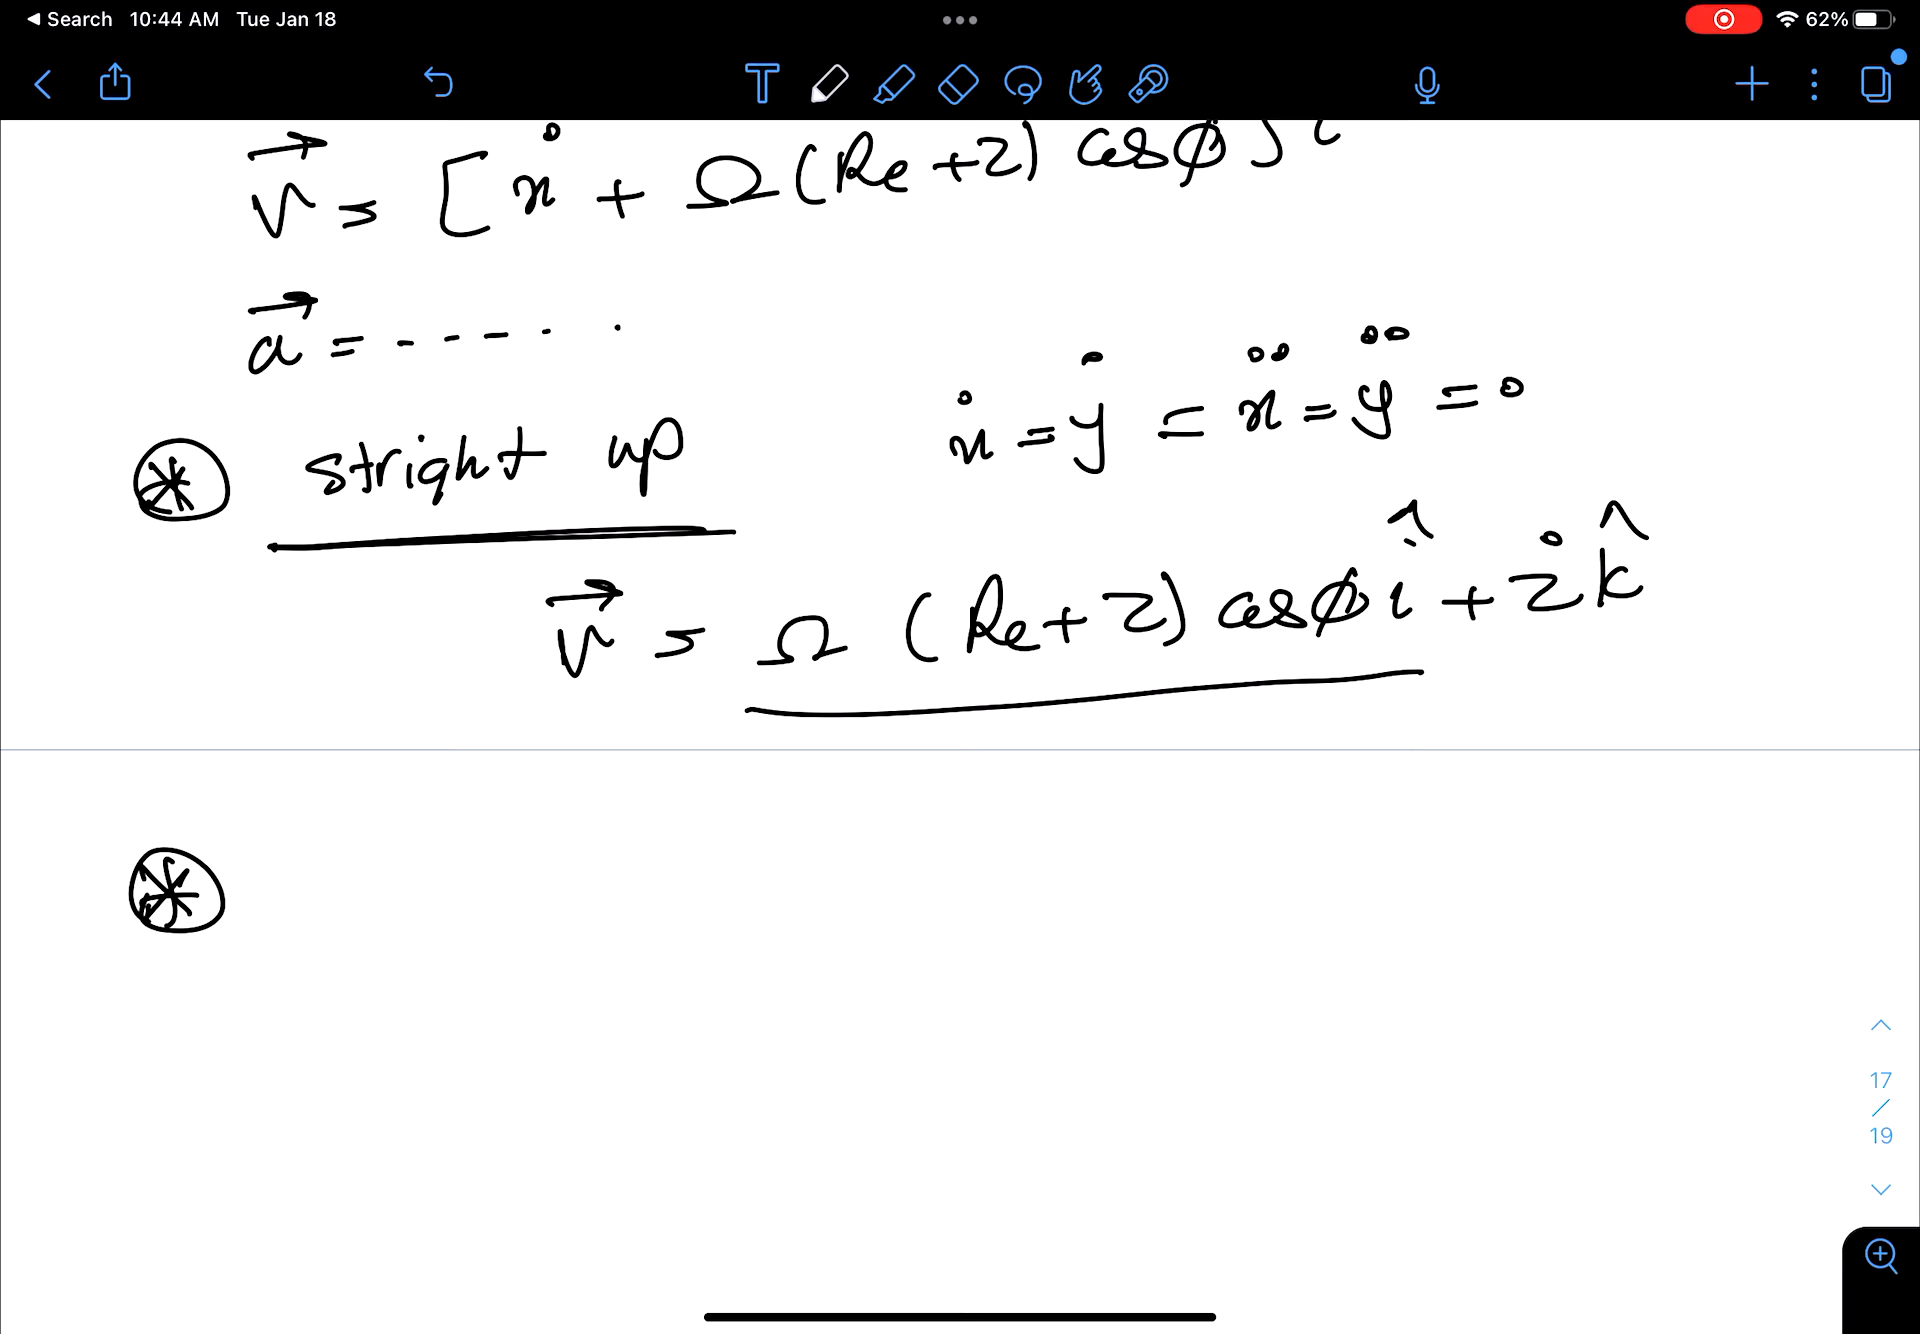 Search 10:44 AM Tue Jan 18 62%
T
v⃗ = [ẋ + Ω(Re+z) cosϕ] i
a⃗ = - - - - - .
ẋ = ẏ = ẍ = ÿ = 0
stright up
v⃗ = Ω (Re+z) cosϕ î + ż k̂
17
/
19